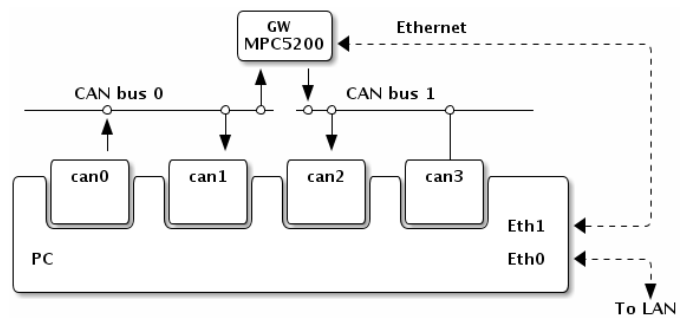 GW
MPC5200
Ethernet
CAN bus 0
CAN bus 1
can0
can1
can2
can3
Eth1
PC
Eth0
To LAN